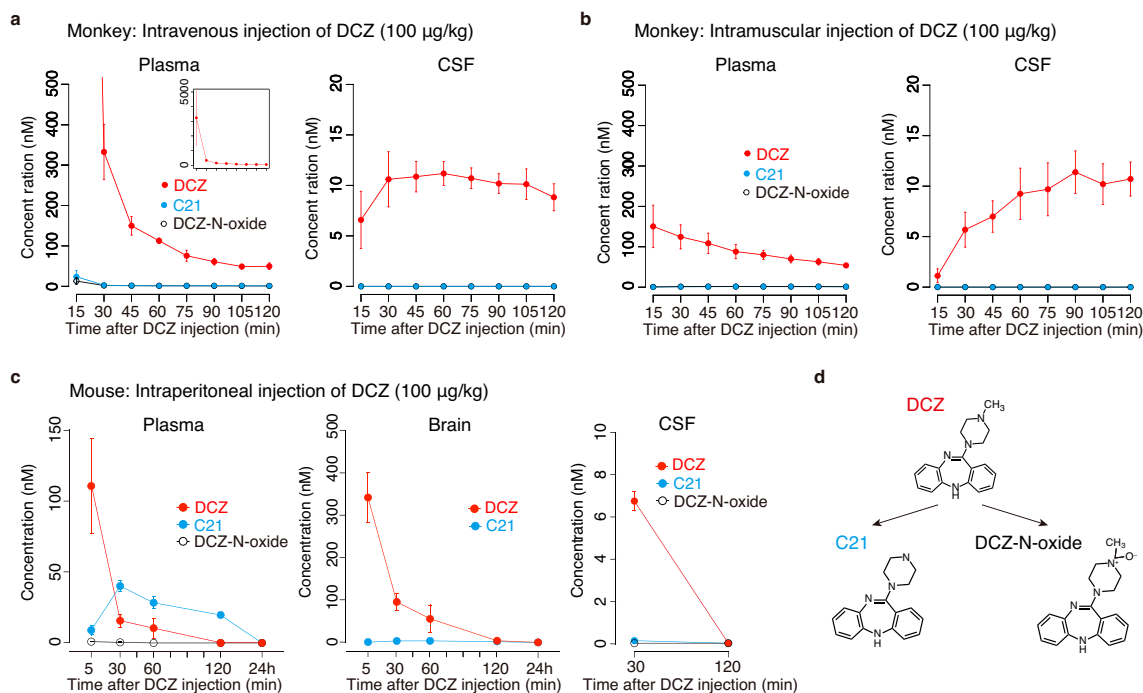 a
Monkey: Intravenous injection of DCZ (100 µg/kg)
Plasma
Concent ration (nM)
500
400
300
200
100
0
5000
0
DCZ
C21
DCZ-N-oxide
15 30 45 60 75 90 105 120
Time after DCZ injection (min)
CSF
Concent ration (nM)
20
15
10
5
0
15 30 45 60 75 90 105 120
Time after DCZ injection (min)
b
Monkey: Intramuscular injection of DCZ (100 µg/kg)
Plasma
Concent ration (nM)
500
400
300
200
100
0
DCZ
C21
DCZ-N-oxide
15 30 45 60 75 90 105 120
Time after DCZ injection (min)
CSF
Concent ration (nM)
20
15
10
5
0
15 30 45 60 75 90 105 120
Time after DCZ injection (min)
c
Mouse: Intraperitoneal injection of DCZ (100 µg/kg)
Plasma
Concentration (nM)
150
100
50
0
DCZ
C21
DCZ-N-oxide
5 30 60 120 24h
Time after DCZ injection (min)
Brain
Concentration (nM)
500
400
300
200
100
0
DCZ
C21
5 30 60 120 24h
Time after DCZ injection (min)
CSF
Concentration (nM)
10
8
6
4
2
0
DCZ
C21
DCZ-N-oxide
30 120
Time after DCZ injection (min)
d
DCZ
CH3
N
N
N
N
H
C21
N
N
N
N
H
DCZ-N-oxide
CH3
N+ O-
N
N
N
H